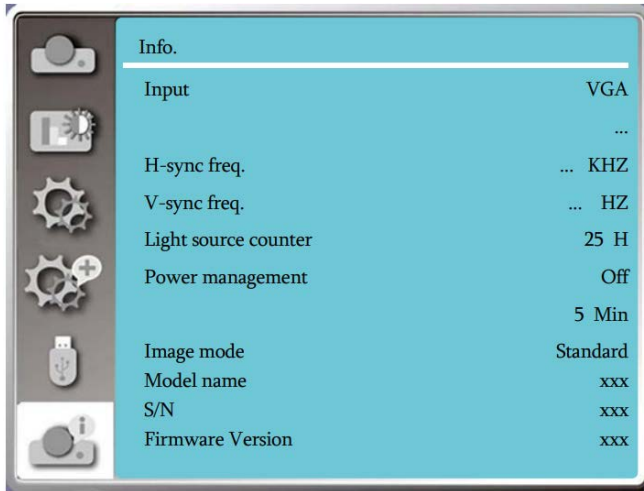 Info.
Input VGA
...
H-sync freq. ... KHZ
V-sync freq. ... HZ
Light source counter 25 H
Power management Off
5 Min
Image mode Standard
Model name xxx
S/N xxx
Firmware Version xxx